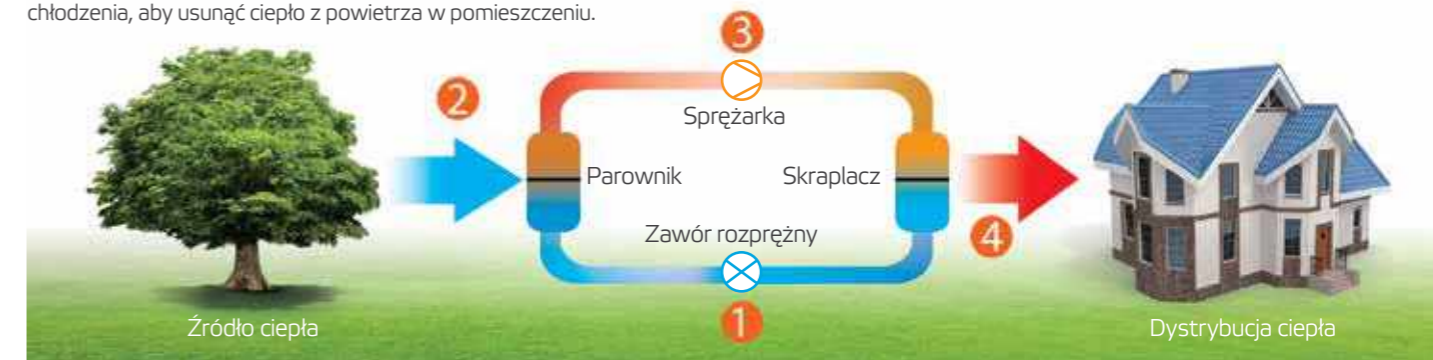 chłodzenia, aby usunąć ciepło z powietrza w pomieszczeniu.
3
2
Sprężarka
Parownik
Skraplacz
Zawór rozprężny
4
1
Źródło ciepła
Dystrybucja ciepła